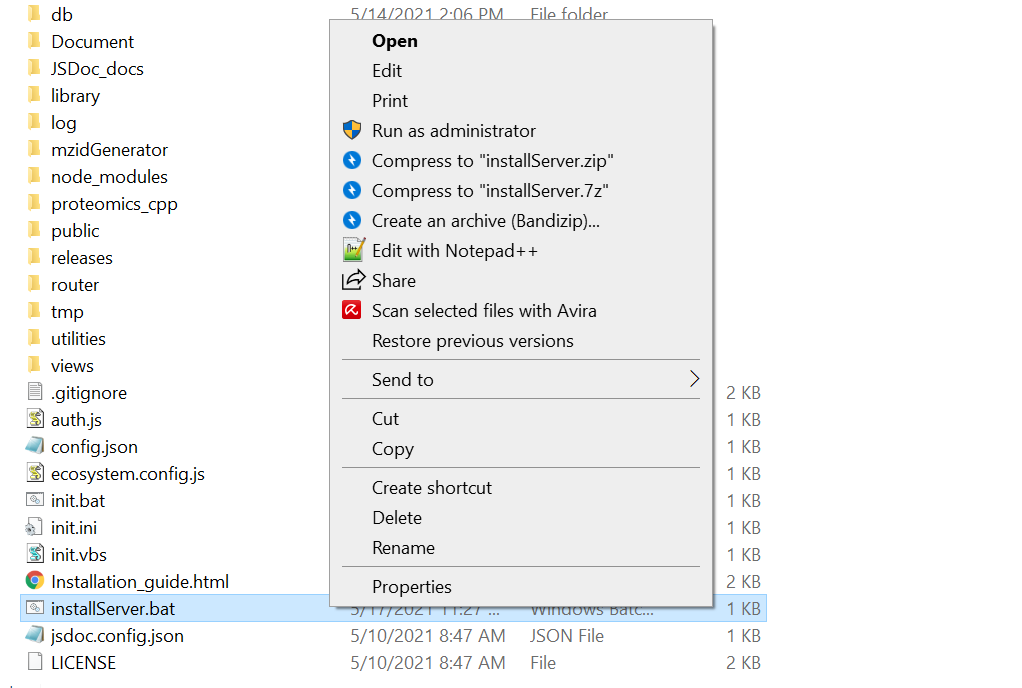 db 5/14/2021 2:06 PM File folder
Document
JSDoc_docs
library
log
mzidGenerator
node_modules
proteomics_cpp
public
releases
router
tmp
utilities
views
.gitignore 2 KB
auth.js 1 KB
config.json 1 KB
ecosystem.config.js 1 KB
init.bat 1 KB
init.ini 1 KB
init.vbs 1 KB
Installation_guide.html 2 KB
installServer.bat 5/17/2021 11:27 ... Windows Batc... 1 KB
jsdoc.config.json 5/10/2021 8:47 AM JSON File 1 KB
LICENSE 5/10/2021 8:47 AM File 2 KB
Open
Edit
Print
Run as administrator
Compress to "installServer.zip"
Compress to "installServer.7z"
Create an archive (Bandizip)...
Edit with Notepad++
Share
Scan selected files with Avira
Restore previous versions
Send to
Cut
Copy
Create shortcut
Delete
Rename
Properties